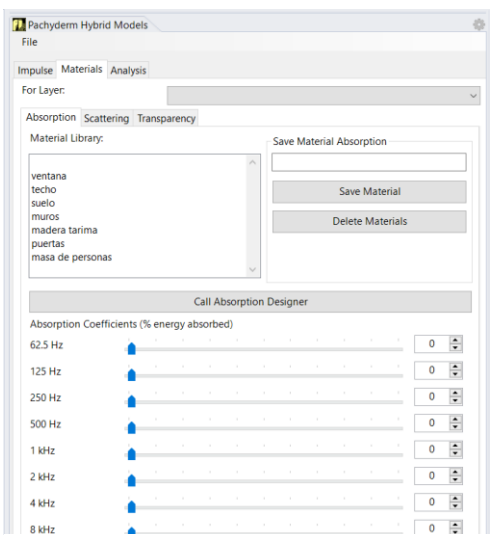 Pachyderm Hybrid Models
File
Impulse Materials Analysis
For Layer:
Absorption Scattering Transparency
Material Library:
ventana
techo
suelo
muros
madera tarima
puertas
masa de personas
Save Material Absorption
Save Material
Delete Materials
Call Absorption Designer
Absorption Coefficients (% energy absorbed)
62.5 Hz 0
125 Hz 0
250 Hz 0
500 Hz 0
1 kHz 0
2 kHz 0
4 kHz 0
8 kHz 0